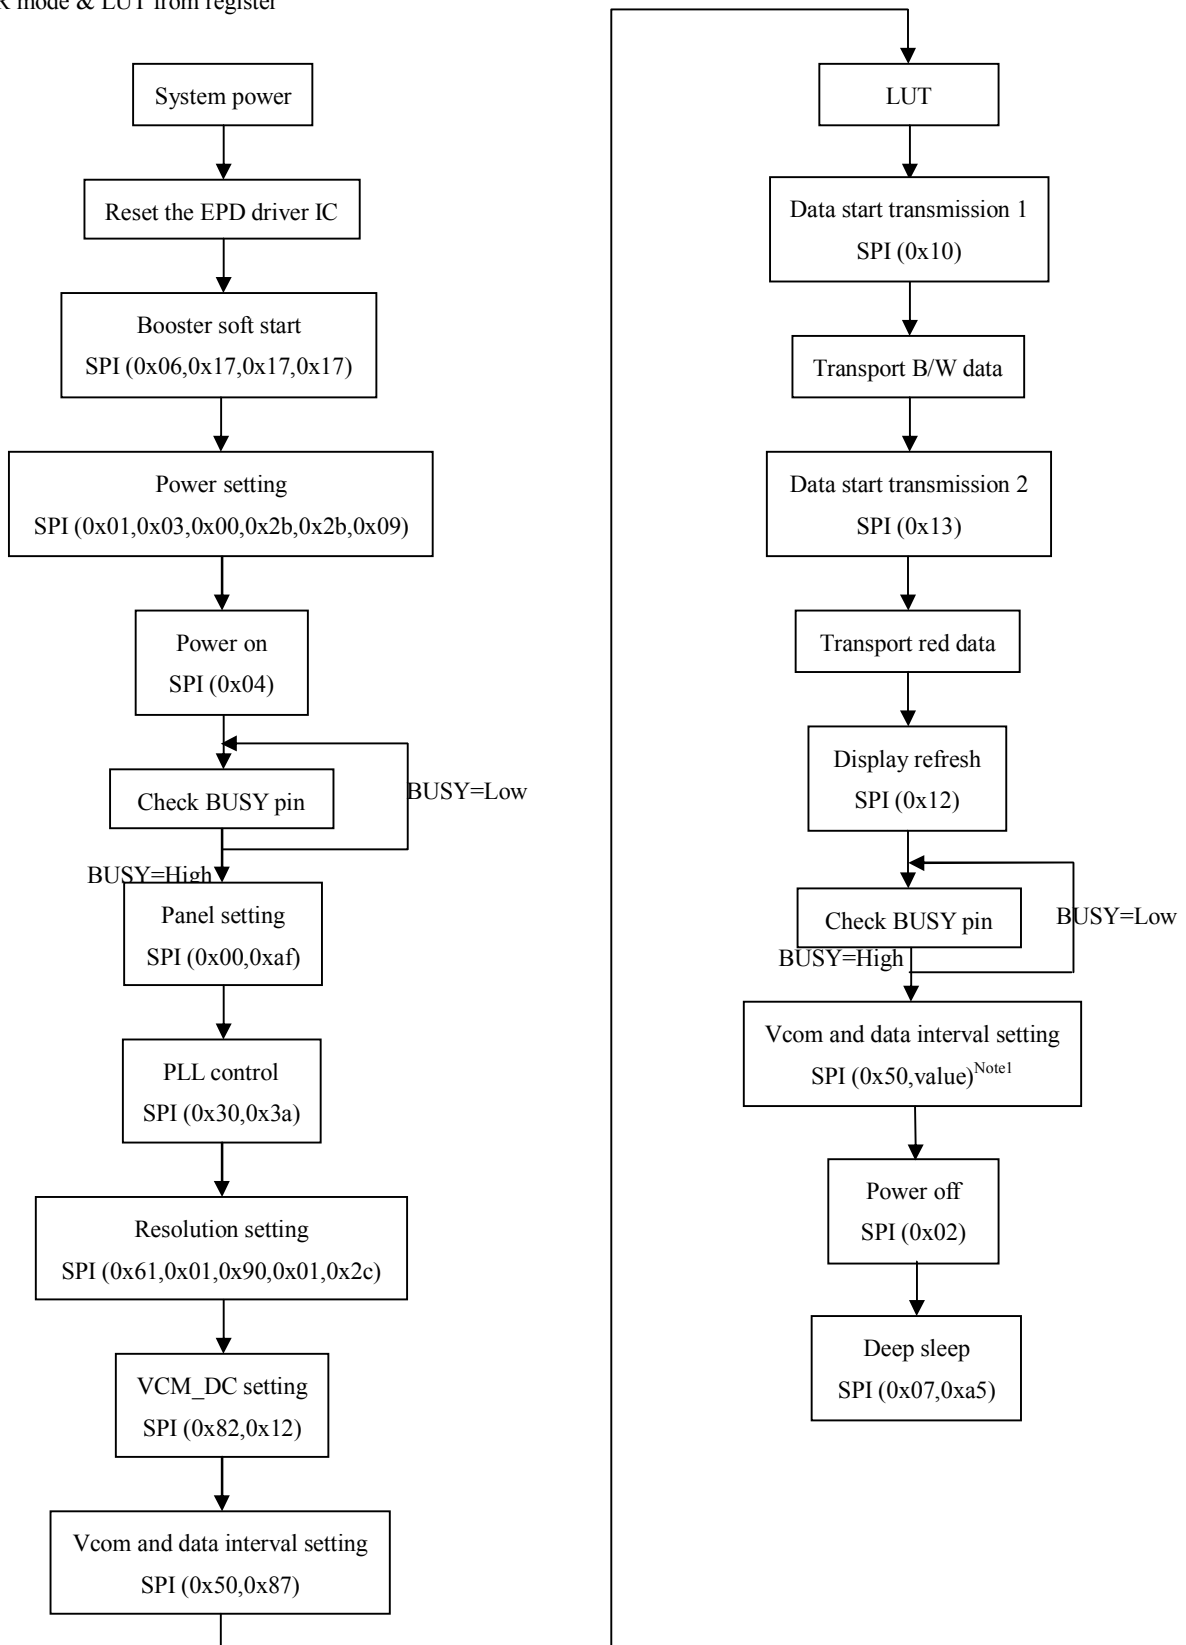 mode & LUT from register
System power
Reset the EPD driver IC
Booster soft start
SPI (0x06,0x17,0x17,0x17)
Power setting
SPI (0x01,0x03,0x00,0x2b,0x2b,0x09)
Power on
SPI (0x04)
Check BUSY pin
BUSY=Low
BUSY=High
Panel setting
SPI (0x00,0xaf)
PLL control
SPI (0x30,0x3a)
Resolution setting
SPI (0x61,0x01,0x90,0x01,0x2c)
VCM_DC setting
SPI (0x82,0x12)
Vcom and data interval setting
SPI (0x50,0x87)
LUT
Data start transmission 1
SPI (0x10)
Transport B/W data
Data start transmission 2
SPI (0x13)
Transport red data
Display refresh
SPI (0x12)
Check BUSY pin
BUSY=Low
BUSY=High
Vcom and data interval setting
SPI (0x50,value)Note1
Power off
SPI (0x02)
Deep sleep
SPI (0x07,0xa5)